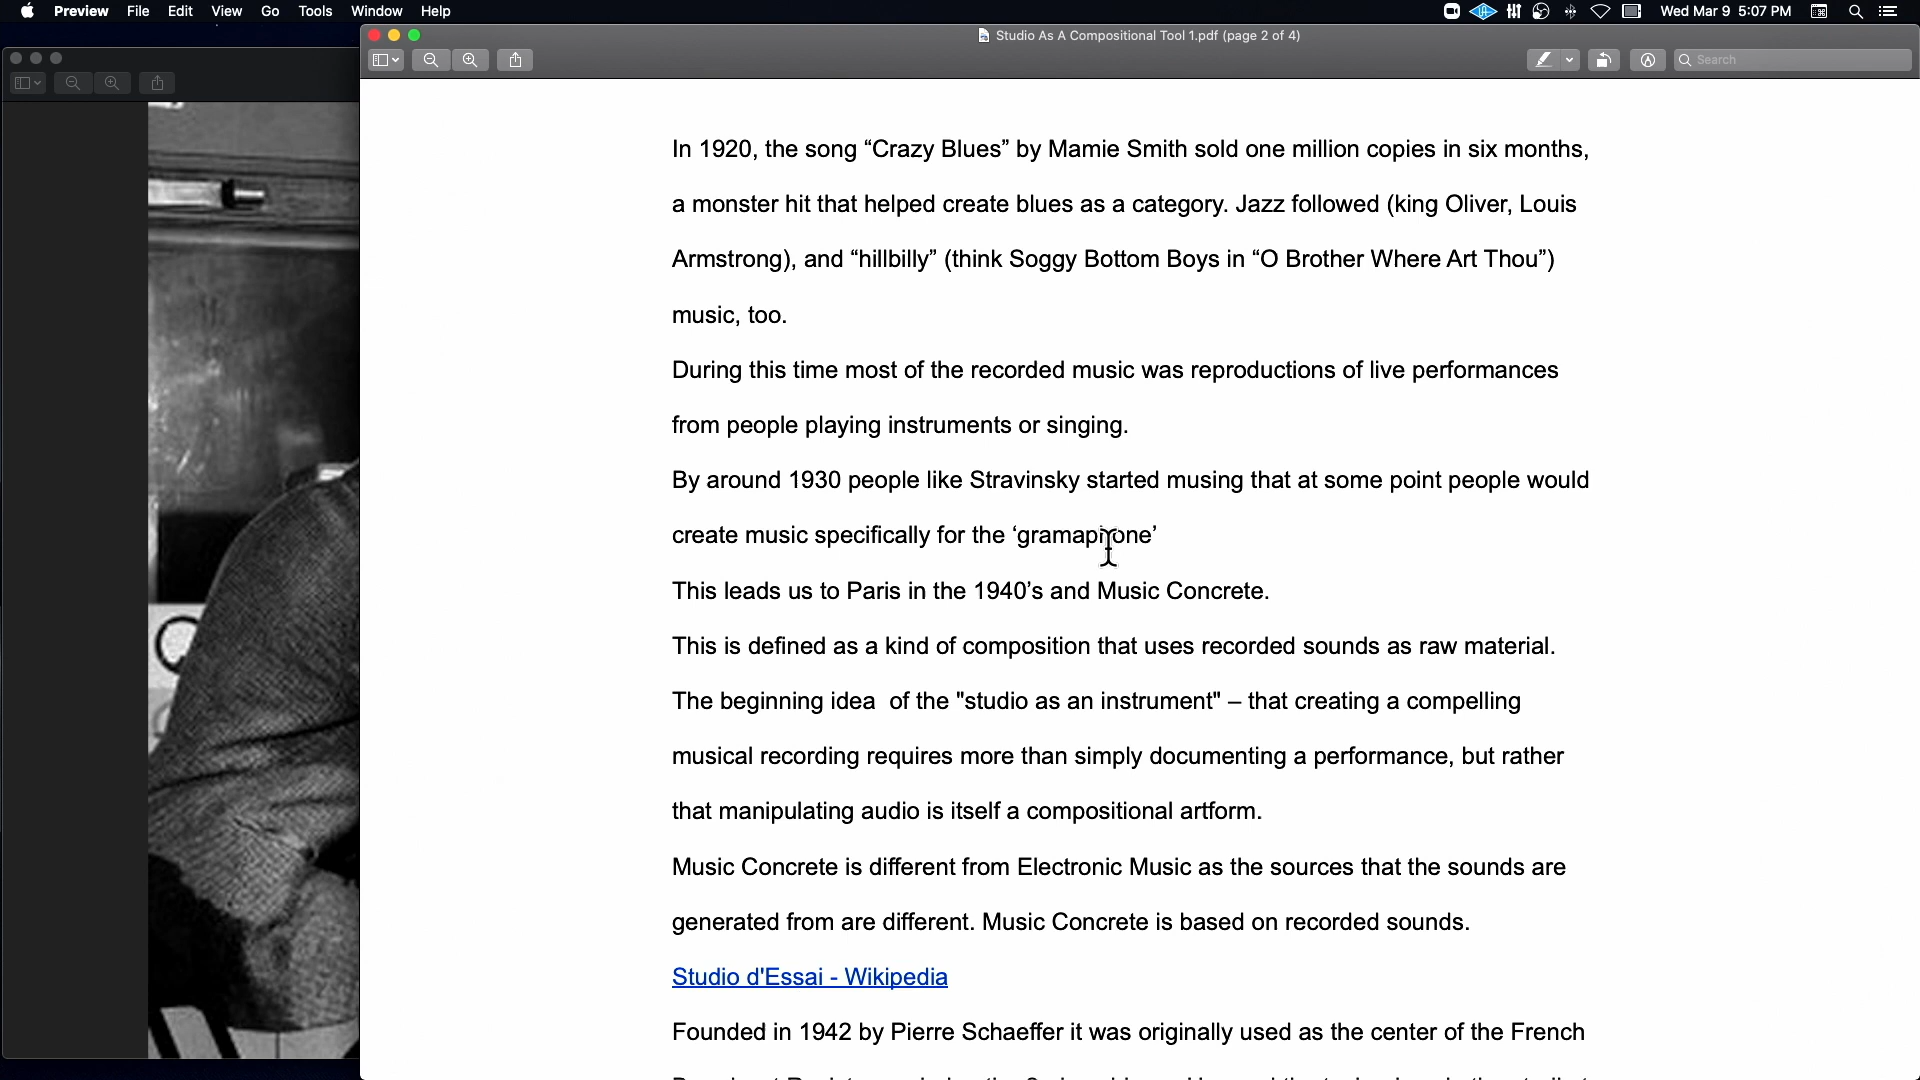 Preview File Edit View Go Tools Window Help
Wed Mar 9 5:07 PM
Studio As A Compositional Tool 1.pdf (page 2 of 4)
Search
In 1920, the song “Crazy Blues” by Mamie Smith sold one million copies in six months,
a monster hit that helped create blues as a category. Jazz followed (king Oliver, Louis
Armstrong), and “hillbilly” (think Soggy Bottom Boys in “O Brother Where Art Thou”)
music, too.
During this time most of the recorded music was reproductions of live performances
from people playing instruments or singing.
By around 1930 people like Stravinsky started musing that at some point people would
create music specifically for the ‘gramaphone’
This leads us to Paris in the 1940’s and Music Concrete.
This is defined as a kind of composition that uses recorded sounds as raw material.
The beginning idea of the "studio as an instrument" – that creating a compelling
musical recording requires more than simply documenting a performance, but rather
that manipulating audio is itself a compositional artform.
Music Concrete is different from Electronic Music as the sources that the sounds are
generated from are different. Music Concrete is based on recorded sounds.
Studio d'Essai - Wikipedia
Founded in 1942 by Pierre Schaeffer it was originally used as the center of the French